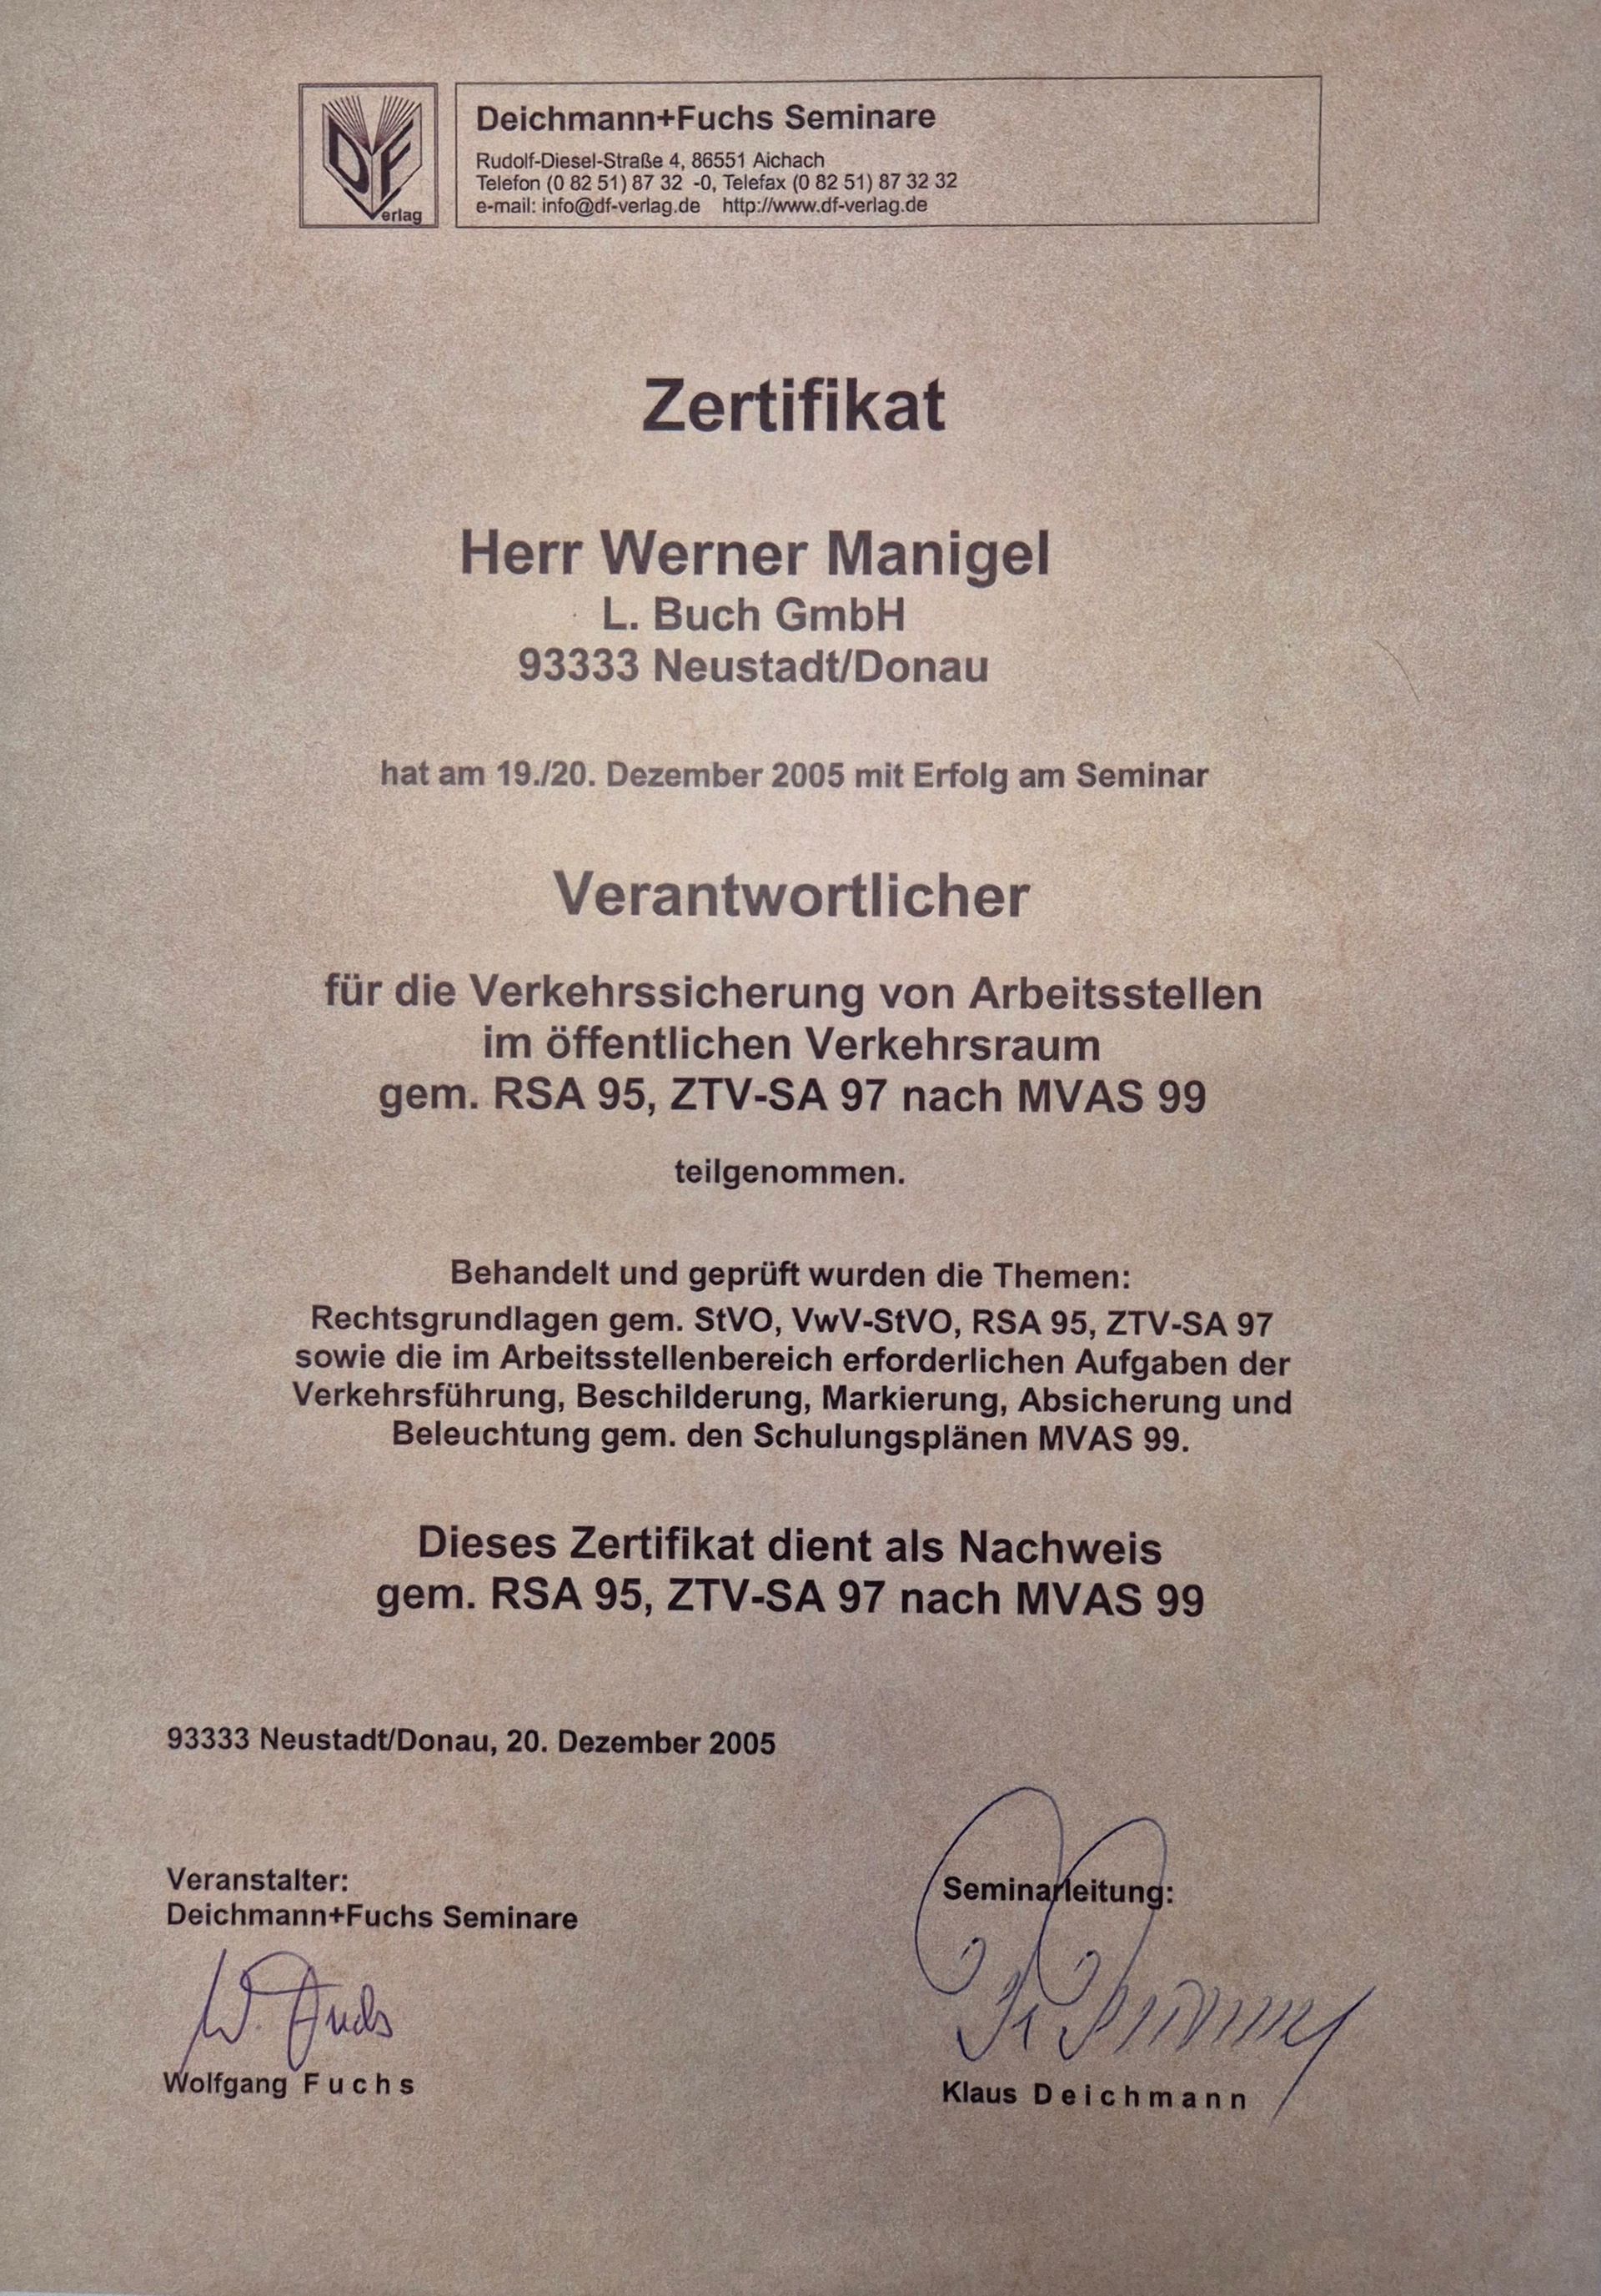 DF
Verlag
Deichmann+Fuchs Seminare
Rudolf-Diesel-Straße 4, 86551 Aichach
Telefon (0 82 51) 87 32 -0, Telefax (0 82 51) 87 32 32
e-mail: info@df-verlag.de http://www.df-verlag.de
Zertifikat
Herr Werner Manigel
L. Buch GmbH
93333 Neustadt/Donau
hat am 19./20. Dezember 2005 mit Erfolg am Seminar
Verantwortlicher
für die Verkehrssicherung von Arbeitsstellen
im öffentlichen Verkehrsraum
gem. RSA 95, ZTV-SA 97 nach MVAS 99
teilgenommen.
Behandelt und geprüft wurden die Themen:
Rechtsgrundlagen gem. StVO, VwV-StVO, RSA 95, ZTV-SA 97
sowie die im Arbeitsstellenbereich erforderlichen Aufgaben der
Verkehrsführung, Beschilderung, Markierung, Absicherung und
Beleuchtung gem. den Schulungsplänen MVAS 99.
Dieses Zertifikat dient als Nachweis
gem. RSA 95, ZTV-SA 97 nach MVAS 99
93333 Neustadt/Donau, 20. Dezember 2005
Veranstalter:
Deichmann+Fuchs Seminare
W. Fuchs
Wolfgang Fuchs
Seminarleitung:
Klaus Deichmann